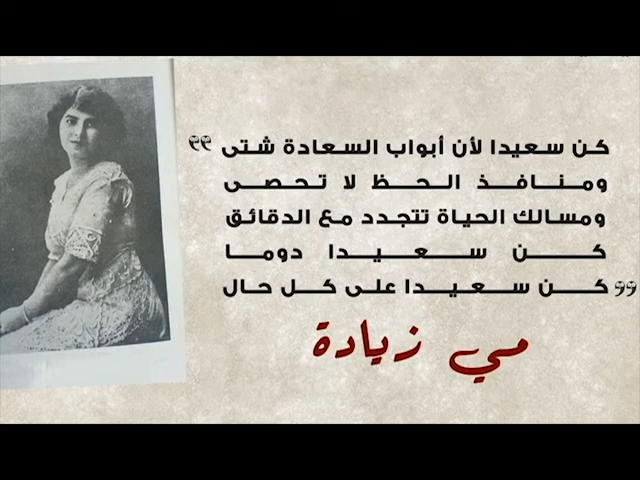 كن سعيدا لأن أبواب السعادة شتى
ومنافذ الحظ لا تحصى
ومسالك الحياة تتجدد مع الدقائق
كن سعيدا دوما
كن سعيدا على كل حال
مي زيادة